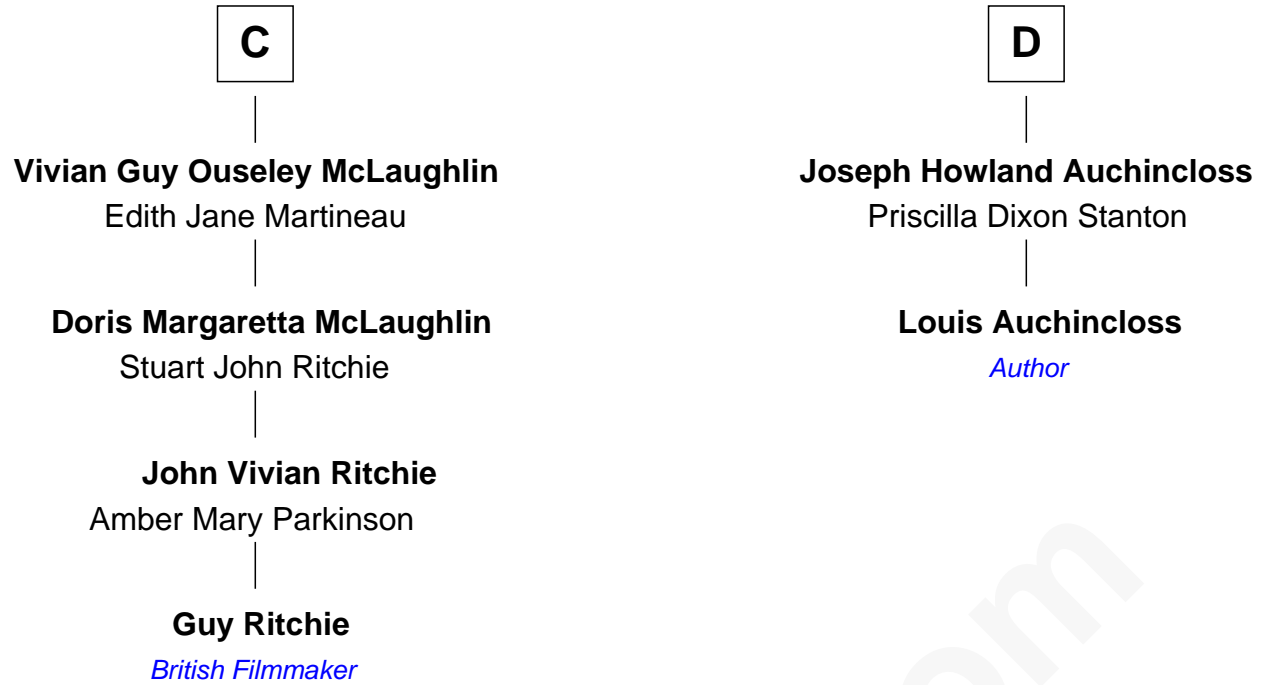 C
Vivian Guy Ouseley McLaughlin
Edith Jane Martineau
Doris Margaretta McLaughlin
Stuart John Ritchie
John Vivian Ritchie
Amber Mary Parkinson
Guy Ritchie
British Filmmaker
D
Joseph Howland Auchincloss
Priscilla Dixon Stanton
Louis Auchincloss
Author
om